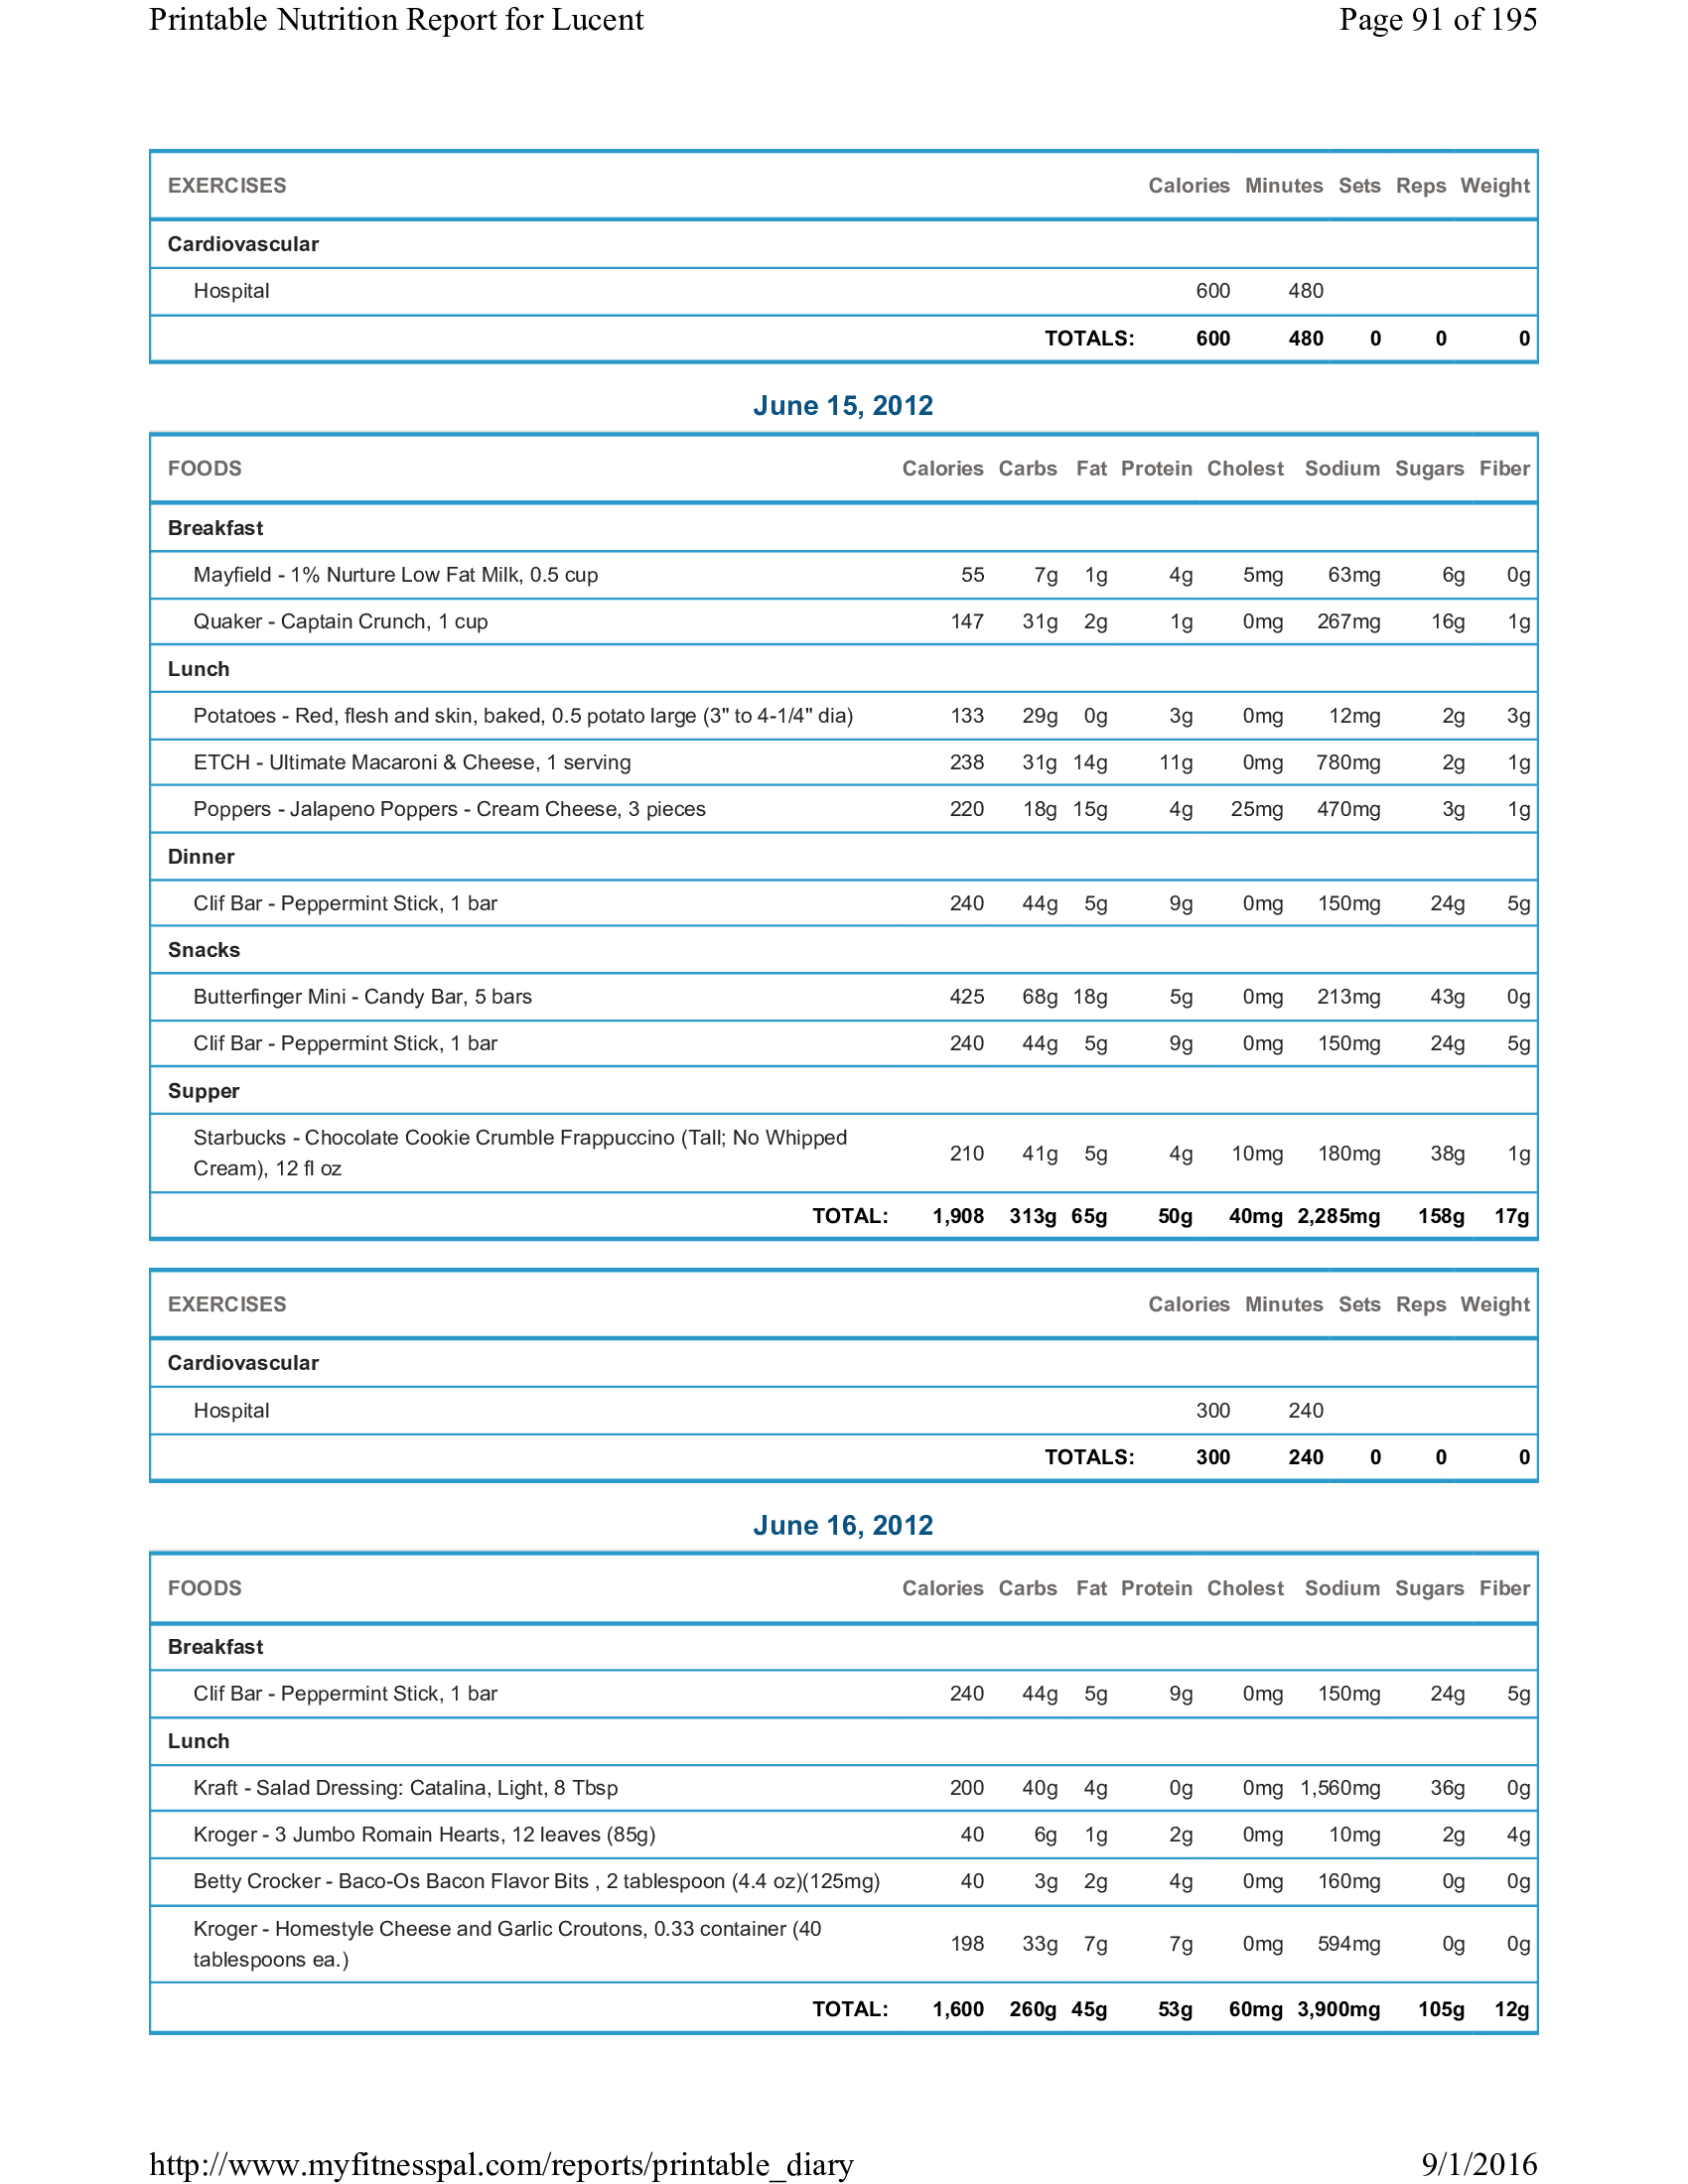 Printable Nutrition Report for Lucent Page 91 of 195
EXERCISES Calories Minutes Sets Reps Weight
Cardiovascular
Hospital 600 480
TOTALS: 600 480 0 0 0
June 15, 2012
FOODS Calories Carbs Fat Protein Cholest Sodium Sugars Fiber
Breakfast
Mayfield - 1% Nurture Low Fat Milk, 0.5 cup 55 7g 1g 4g 5mg 63mg 6g 0g
Quaker - Captain Crunch, 1 cup 147 31g 2g 1g 0mg 267mg 16g 1g
Lunch
Potatoes - Red, flesh and skin, baked, 0.5 potato large (3" to 4-1/4" dia) 133 29g 0g 3g 0mg 12mg 2g 3g
ETCH - Ultimate Macaroni & Cheese, 1 serving 238 31g 14g 11g 0mg 780mg 2g 1g
Poppers - Jalapeno Poppers - Cream Cheese, 3 pieces 220 18g 15g 4g 25mg 470mg 3g 1g
Dinner
Clif Bar - Peppermint Stick, 1 bar 240 44g 5g 9g 0mg 150mg 24g 5g
Snacks
Butterfinger Mini - Candy Bar, 5 bars 425 68g 18g 5g 0mg 213mg 43g 0g
Clif Bar - Peppermint Stick, 1 bar 240 44g 5g 9g 0mg 150mg 24g 5g
Supper
Starbucks - Chocolate Cookie Crumble Frappuccino (Tall; No Whipped
Cream), 12 fl oz 210 41g 5g 4g 10mg 180mg 38g 1g
TOTAL: 1,908 313g 65g 50g 40mg 2,285mg 158g 17g
EXERCISES Calories Minutes Sets Reps Weight
Cardiovascular
Hospital 300 240
TOTALS: 300 240 0 0 0
June 16, 2012
FOODS Calories Carbs Fat Protein Cholest Sodium Sugars Fiber
Breakfast
Clif Bar - Peppermint Stick, 1 bar 240 44g 5g 9g 0mg 150mg 24g 5g
Lunch
Kraft - Salad Dressing: Catalina, Light, 8 Tbsp 200 40g 4g 0g 0mg 1,560mg 36g 0g
Kroger - 3 Jumbo Romain Hearts, 12 leaves (85g) 40 6g 1g 2g 0mg 10mg 2g 4g
Betty Crocker - Baco-Os Bacon Flavor Bits , 2 tablespoon (4.4 oz)(125mg) 40 3g 2g 4g 0mg 160mg 0g 0g
Kroger - Homestyle Cheese and Garlic Croutons, 0.33 container (40
tablespoons ea.) 198 33g 7g 7g 0mg 594mg 0g 0g
TOTAL: 1,600 260g 45g 53g 60mg 3,900mg 105g 12g
http://www.myfitnesspal.com/reports/printable_diary 9/1/2016